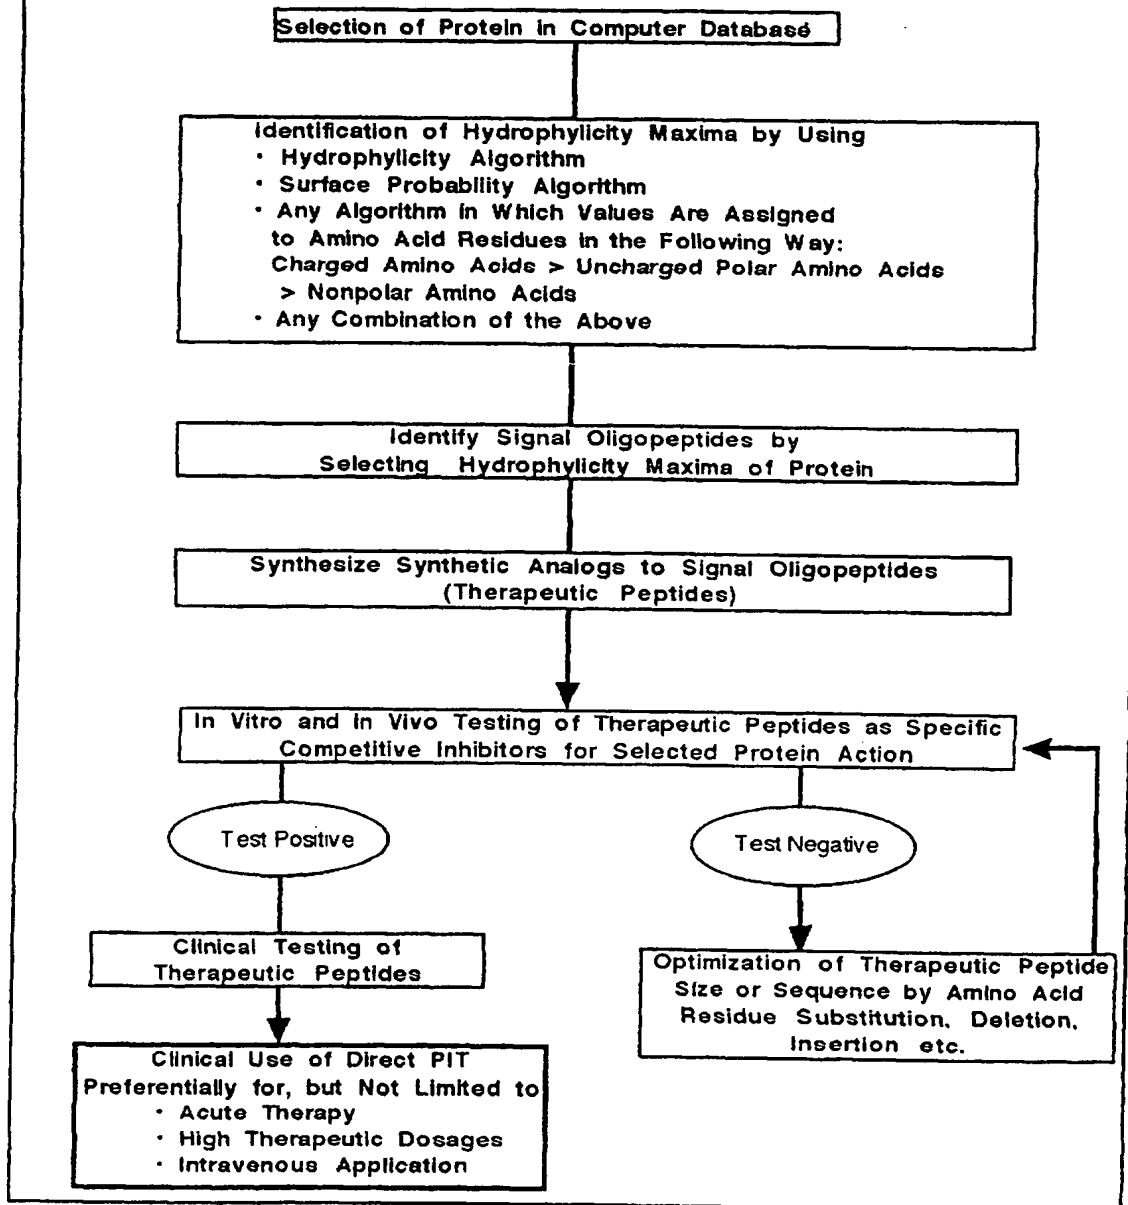 Selection of Protein in Computer Database
Identification of Hydrophylicity Maxima by Using
· Hydrophylicity Algorithm
· Surface Probability Algorithm
· Any Algorithm in Which Values Are Assigned
to Amino Acid Residues in the Following Way:
Charged Amino Acids > Uncharged Polar Amino Acids
> Nonpolar Amino Acids
· Any Combination of the Above
Identify Signal Oligopeptides by
Selecting Hydrophylicity Maxima of Protein
Synthesize Synthetic Analogs to Signal Oligopeptides
(Therapeutic Peptides)
In Vitro and In Vivo Testing of Therapeutic Peptides as Specific
Competitive Inhibitors for Selected Protein Action
Test Positive
Test Negative
Clinical Testing of
Therapeutic Peptides
Optimization of Therapeutic Peptide
Size or Sequence by Amino Acid
Residue Substitution, Deletion,
Insertion etc.
Clinical Use of Direct PIT
Preferentially for, but Not Limited to
· Acute Therapy
· High Therapeutic Dosages
· Intravenous Application